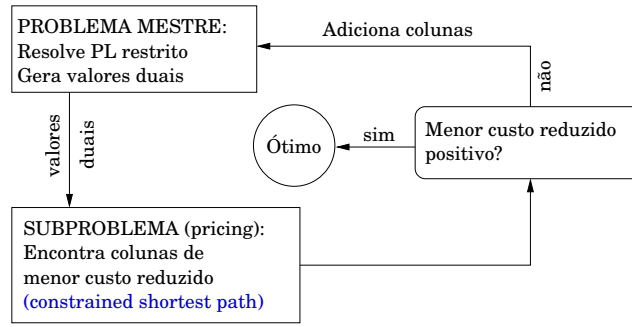 PROBLEMA MESTRE:
Resolve PL restrito
Gera valores duais
Adiciona colunas
não
valores
duais
Ótimo
sim
Menor custo reduzido
positivo?
SUBPROBLEMA (pricing):
Encontra colunas de
menor custo reduzido
(constrained shortest path)